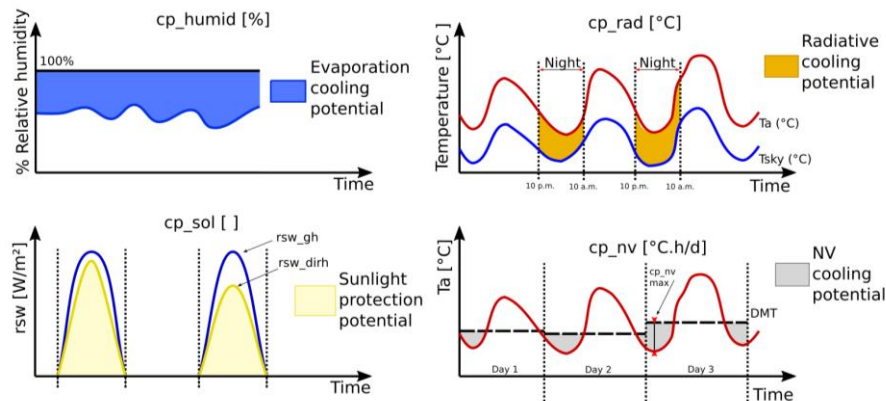 cp_humid [%]
% Relative humidity
100%
Evaporation
cooling
potential
Time
cp_rad [°C]
Temperature [°C]
Night
Night
Radiative
cooling
potential
Ta (°C)
Tsky (°C)
10 p.m.
10 a.m.
10 p.m.
10 a.m.
Time
cp_sol [ ]
rsw [W/m²]
rsw_gh
rsw_dirh
Sunlight
protection
potential
Time
cp_nv [°C.h/d]
Ta [°C]
cp_nv
max
NV
cooling
potential
DMT
Day 1
Day 2
Day 3
Time